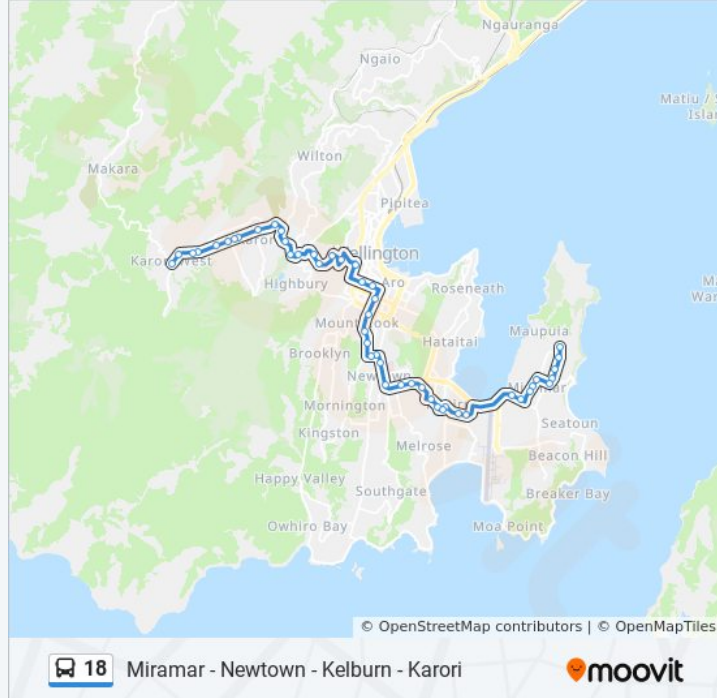 Ngauranga
Ngaio
Matiu /
Islan
Wilton
Makara
Pipitea
ellington
Karori West
Highbury
Aro
Roseneath
Mount Cook
Maupuia
Hataitai
Brooklyn
Miramar
Mornington
Kingston
Seatoun
Melrose
Beacon Hill
Happy Valley
Southgate
Breaker Bay
Owhiro Bay
Moa Point
© OpenStreetMap contributors | © OpenMapTiles
18 Miramar - Newtown - Kelburn - Karori
moovit